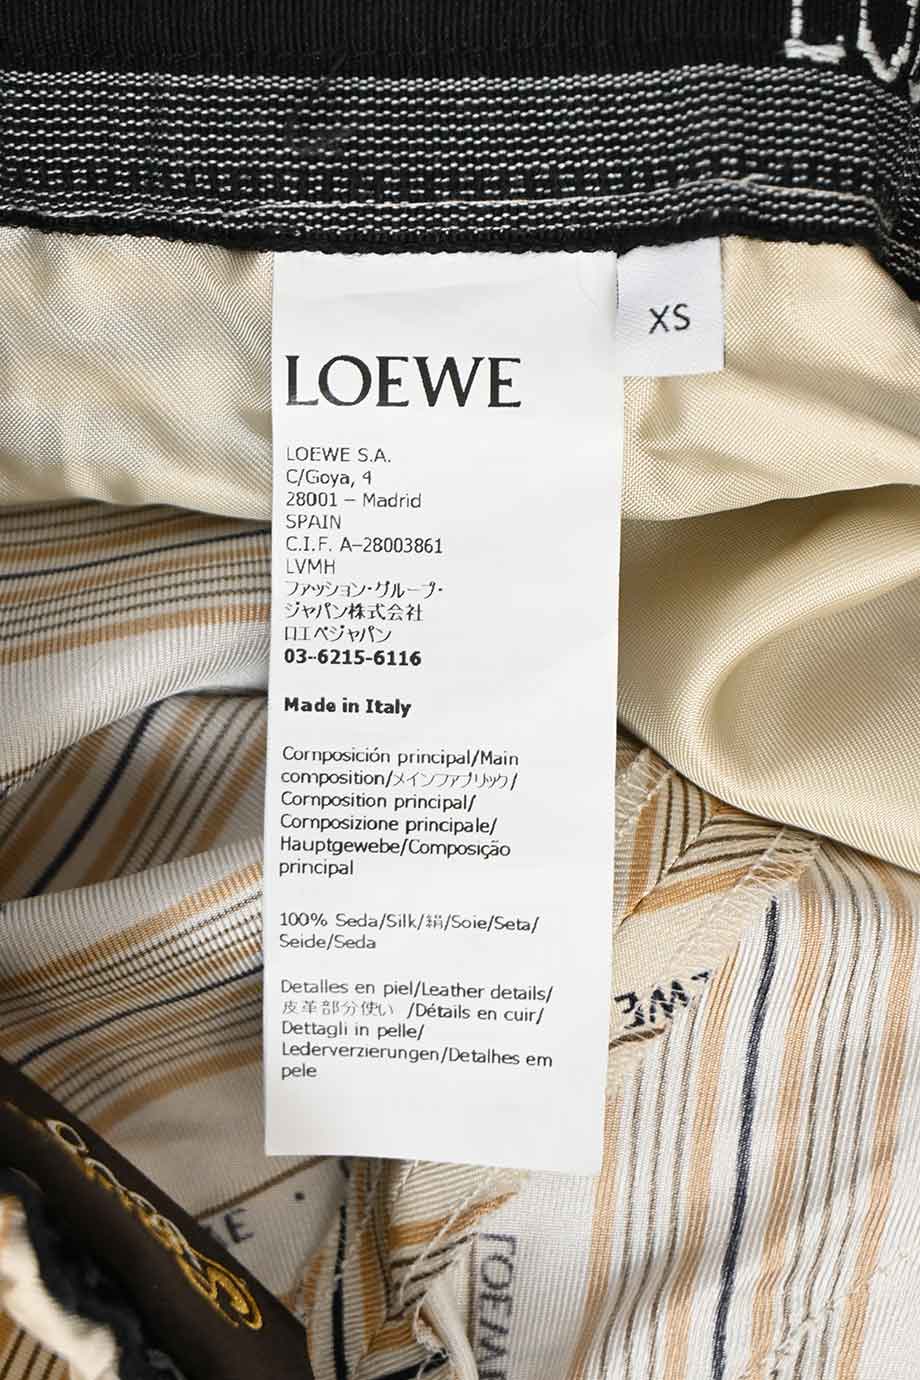 XS
LOEWE
LOEWE S.A.
C/Goya, 4
28001 – Madrid
SPAIN
C.I.F. A-28003861
LVMH
ファッション・グループ・
ジャパン株式会社
ロエベジャパン
03-6215-6116
Made in Italy
Composición principal/Main
composition/メインファブリック/
Composition principal/
Composizione principale/
Hauptgewebe/Composição
principal
100% Seda/Silk/絹/Soie/Seta/
Seide/Seda
Detalles en piel/Leather details/
皮革部分使い /Détails en cuir/
Dettagli in pelle/
Lederverzierungen/Detalhes em
pele